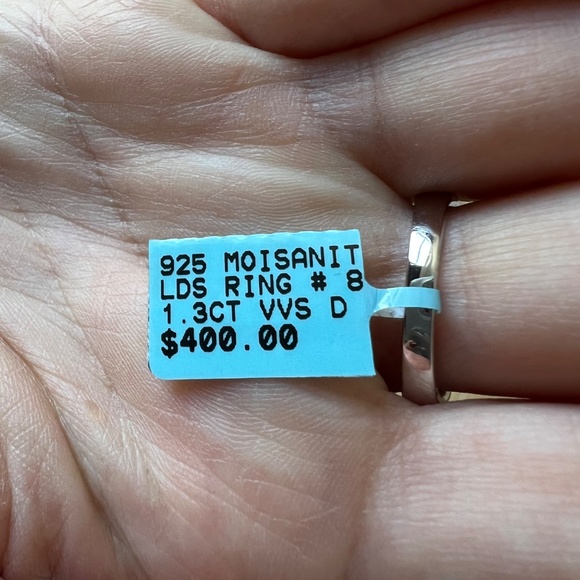 925 MOISANIT
LDS RING # 8
1.3CT VVS D
$400.00